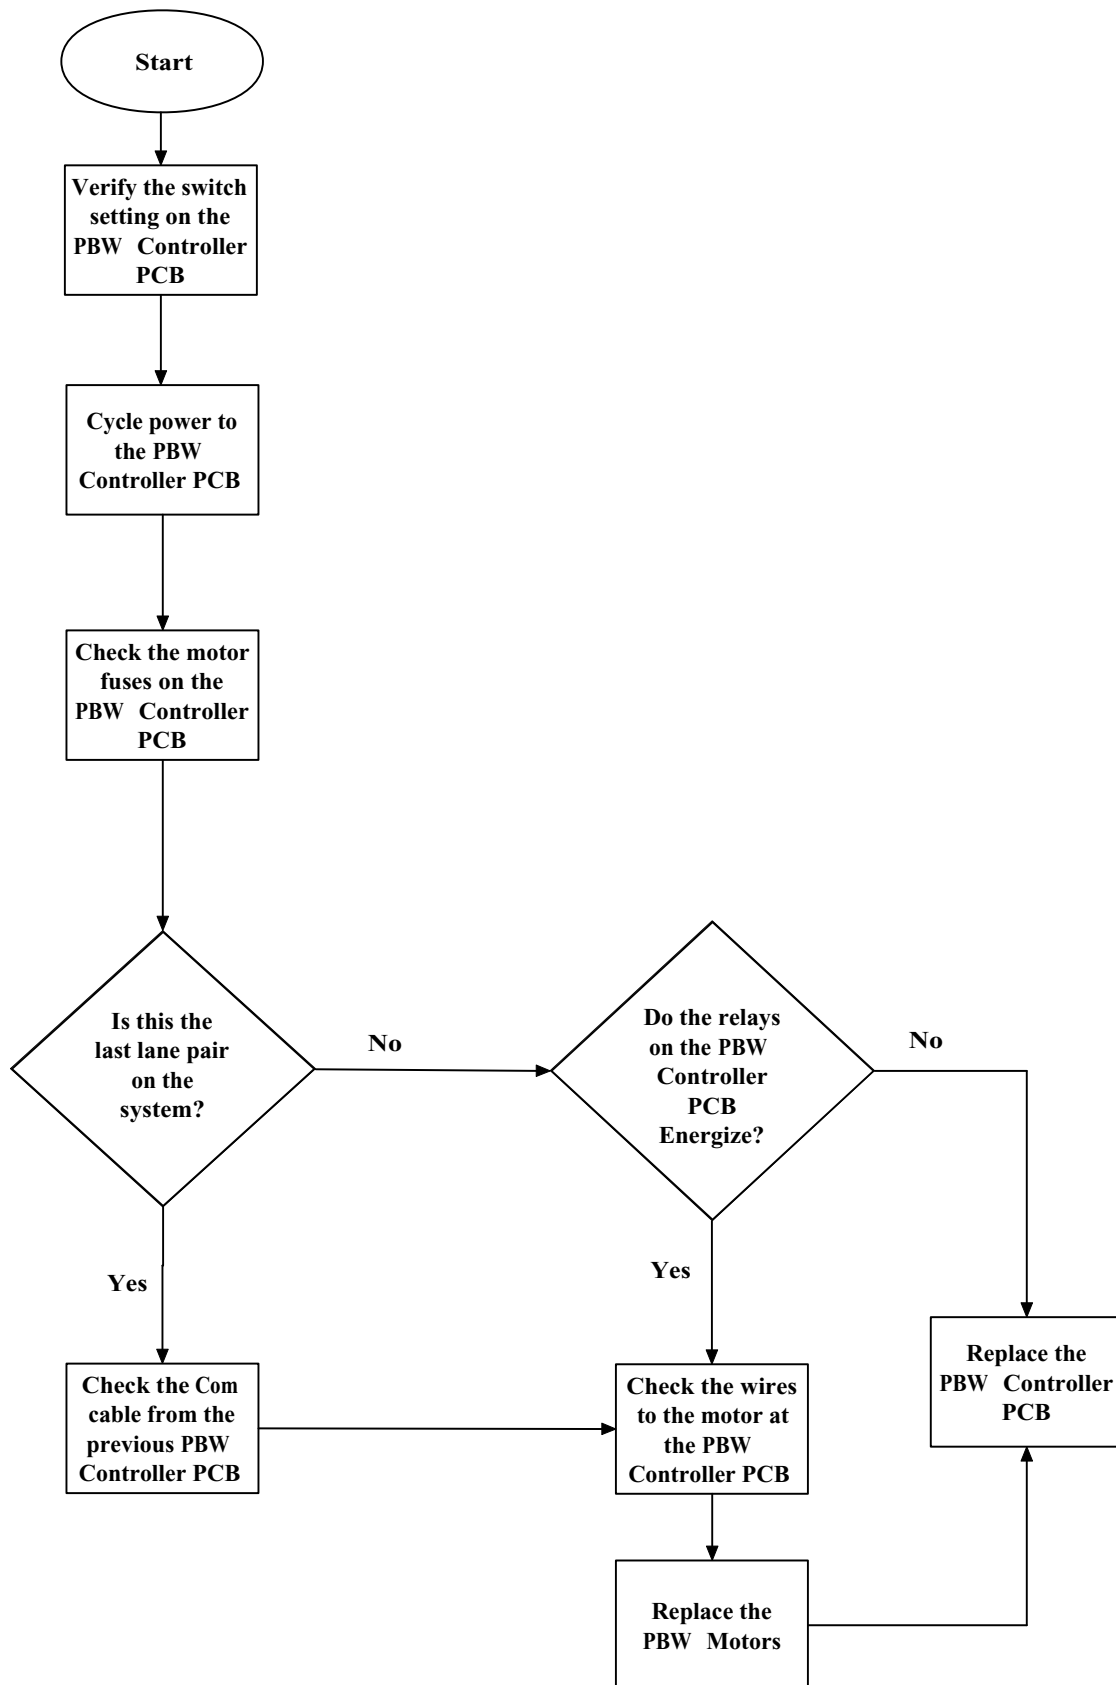 Start
Verify the switch
setting on the
PBW Controller
PCB
Cycle power to
the PBW
Controller PCB
Check the motor
fuses on the
PBW Controller
PCB
Is this the
last lane pair
on the
system?
No
Do the relays
on the PBW
Controller
PCB
Energize?
No
Yes
Yes
Check the Com
cable from the
previous PBW
Controller PCB
Check the wires
to the motor at
the PBW
Controller PCB
Replace the
PBW Controller
PCB
Replace the
PBW Motors